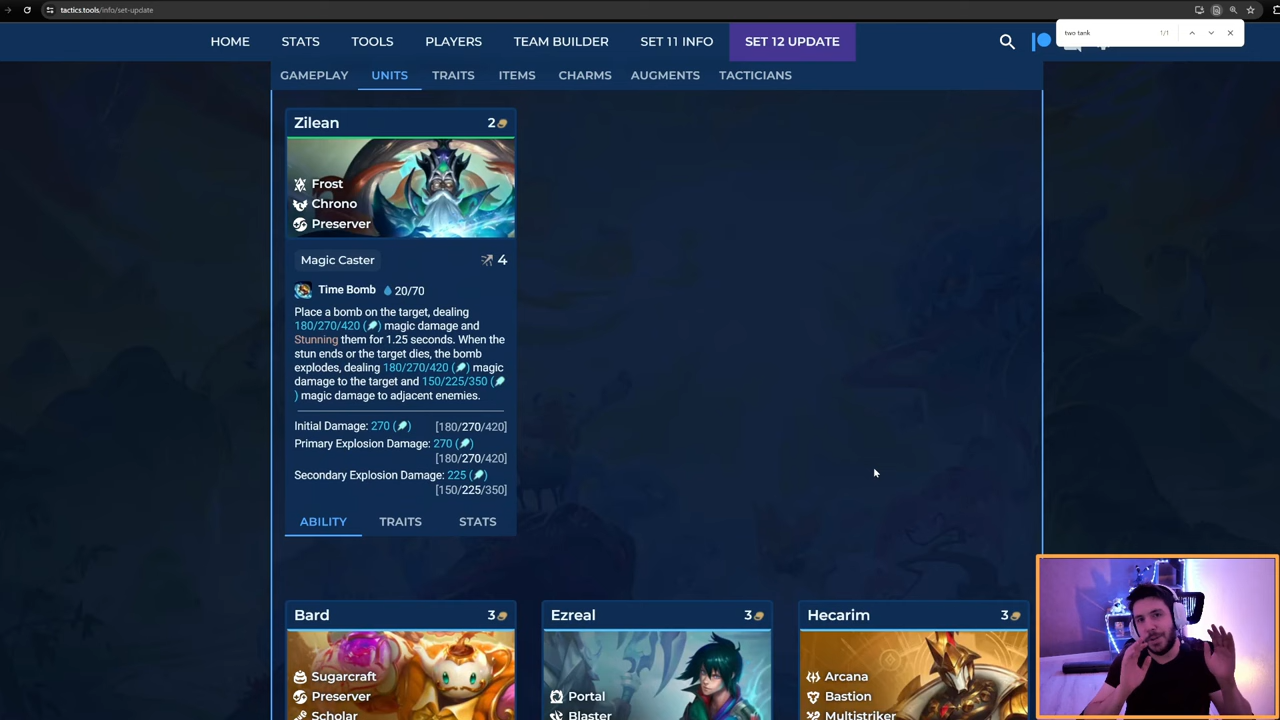 tactics.tools/info/set-update
two tank
1/1
HOME
STATS
TOOLS
PLAYERS
TEAM BUILDER
SET 11 INFO
SET 12 UPDATE
GAMEPLAY
UNITS
TRAITS
ITEMS
CHARMS
AUGMENTS
TACTICIANS
Zilean 2
Frost
Chrono
Preserver
Magic Caster 4
Time Bomb 20/70
Place a bomb on the target, dealing
180/270/420 ( ) magic damage and
Stunning them for 1.25 seconds. When the
stun ends or the target dies, the bomb
explodes, dealing 180/270/420 ( ) magic
damage to the target and 150/225/350 (
) magic damage to adjacent enemies.
Initial Damage: 270 ( ) [180/270/420]
Primary Explosion Damage: 270 ( )
[180/270/420]
Secondary Explosion Damage: 225 ( )
[150/225/350]
ABILITY TRAITS STATS
Bard 3
Sugarcraft
Preserver
Scholar
Ezreal 3
Portal
Blaster
Hecarim 3
Arcana
Bastion
Multistriker